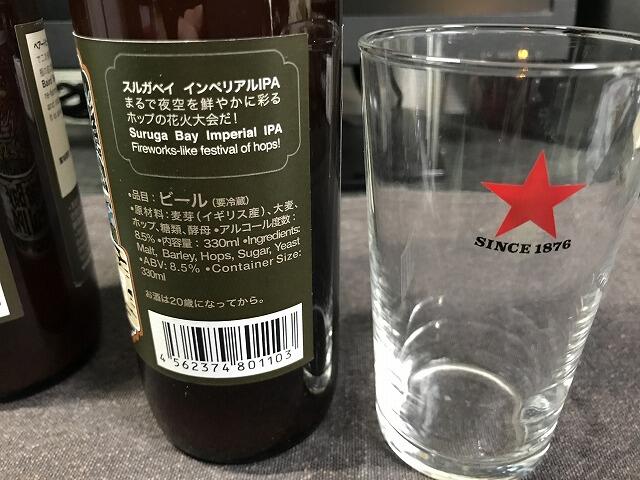 スルガベイ インペリアルIPA
まるで夜空を鮮やかに彩る
ホップの花火大会だ!
Suruga Bay Imperial IPA
Fireworks-like festival of hops!
•品目:ビール(要冷蔵)
•原材料:麦芽(イギリス産)、大麦、
ホップ、糖類、酵母 •アルコール度数:
8.5% •内容量:330ml •Ingredients:
Malt, Barley, Hops, Sugar, Yeast
•ABV: 8.5% •Container Size:
330ml
お酒は20歳になってから。
4 562374 801103
SINCE 1876